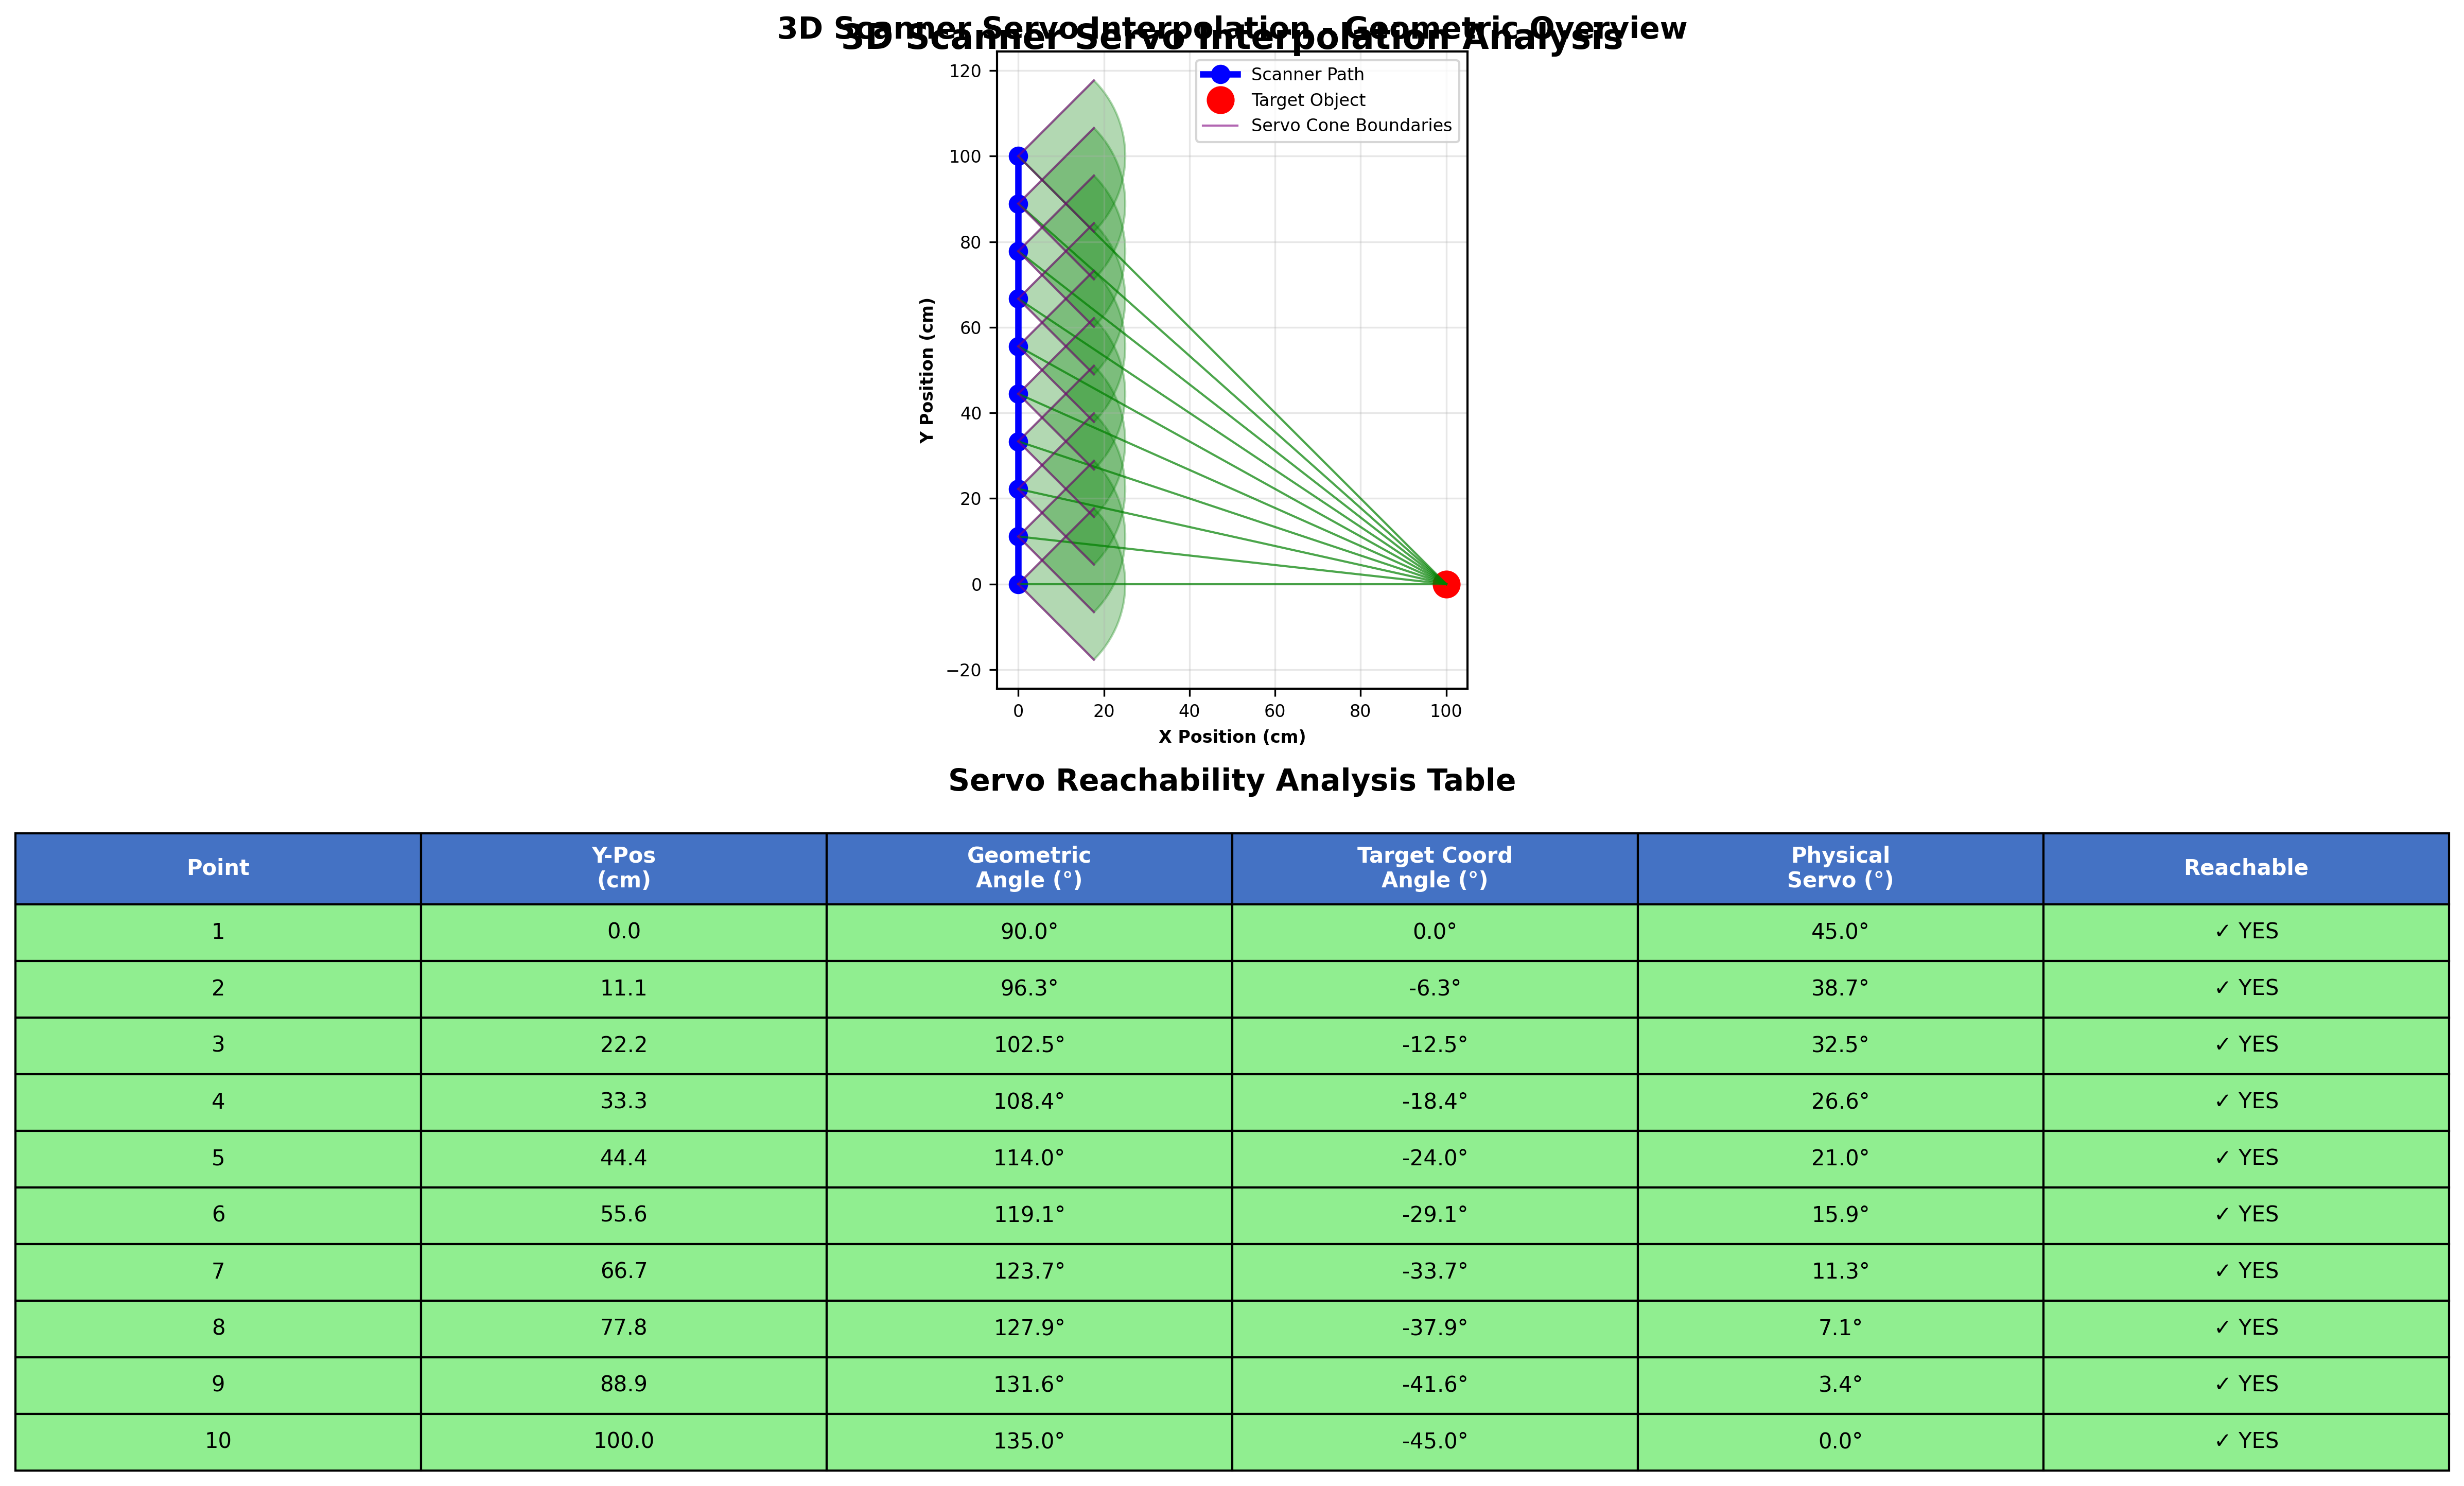 3D Scanner Servo Interpolation - Geometric Overview
3D Scanner Servo Interpolation Analysis
Scanner Path
Target Object
Servo Cone Boundaries
120
100
80
60
40
20
0
−20
Y Position (cm)
0 20 40 60 80 100
X Position (cm)
Servo Reachability Analysis Table
Point Y-Pos (cm) Geometric Angle (°) Target Coord Angle (°) Physical Servo (°) Reachable
1 0.0 90.0° 0.0° 45.0° ✓ YES
2 11.1 96.3° -6.3° 38.7° ✓ YES
3 22.2 102.5° -12.5° 32.5° ✓ YES
4 33.3 108.4° -18.4° 26.6° ✓ YES
5 44.4 114.0° -24.0° 21.0° ✓ YES
6 55.6 119.1° -29.1° 15.9° ✓ YES
7 66.7 123.7° -33.7° 11.3° ✓ YES
8 77.8 127.9° -37.9° 7.1° ✓ YES
9 88.9 131.6° -41.6° 3.4° ✓ YES
10 100.0 135.0° -45.0° 0.0° ✓ YES